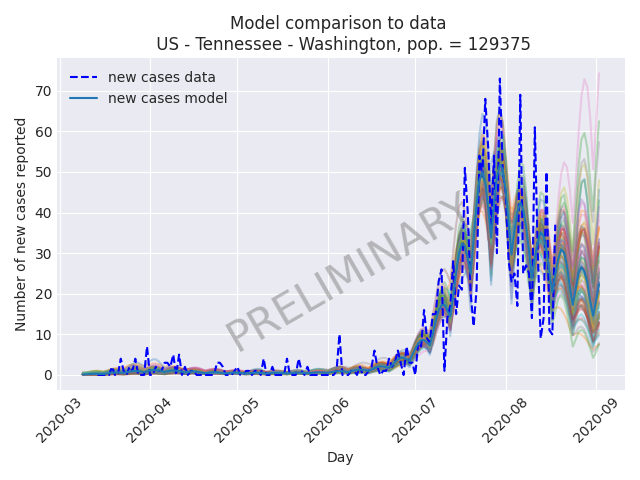 Model comparison to data
US - Tennessee - Washington, pop. = 129375
new cases data
new cases model
Number of new cases reported
70
60
50
40
30
20
10
0
PRELIMINARY
2020-03
2020-04
2020-05
2020-06
2020-07
2020-08
2020-09
Day